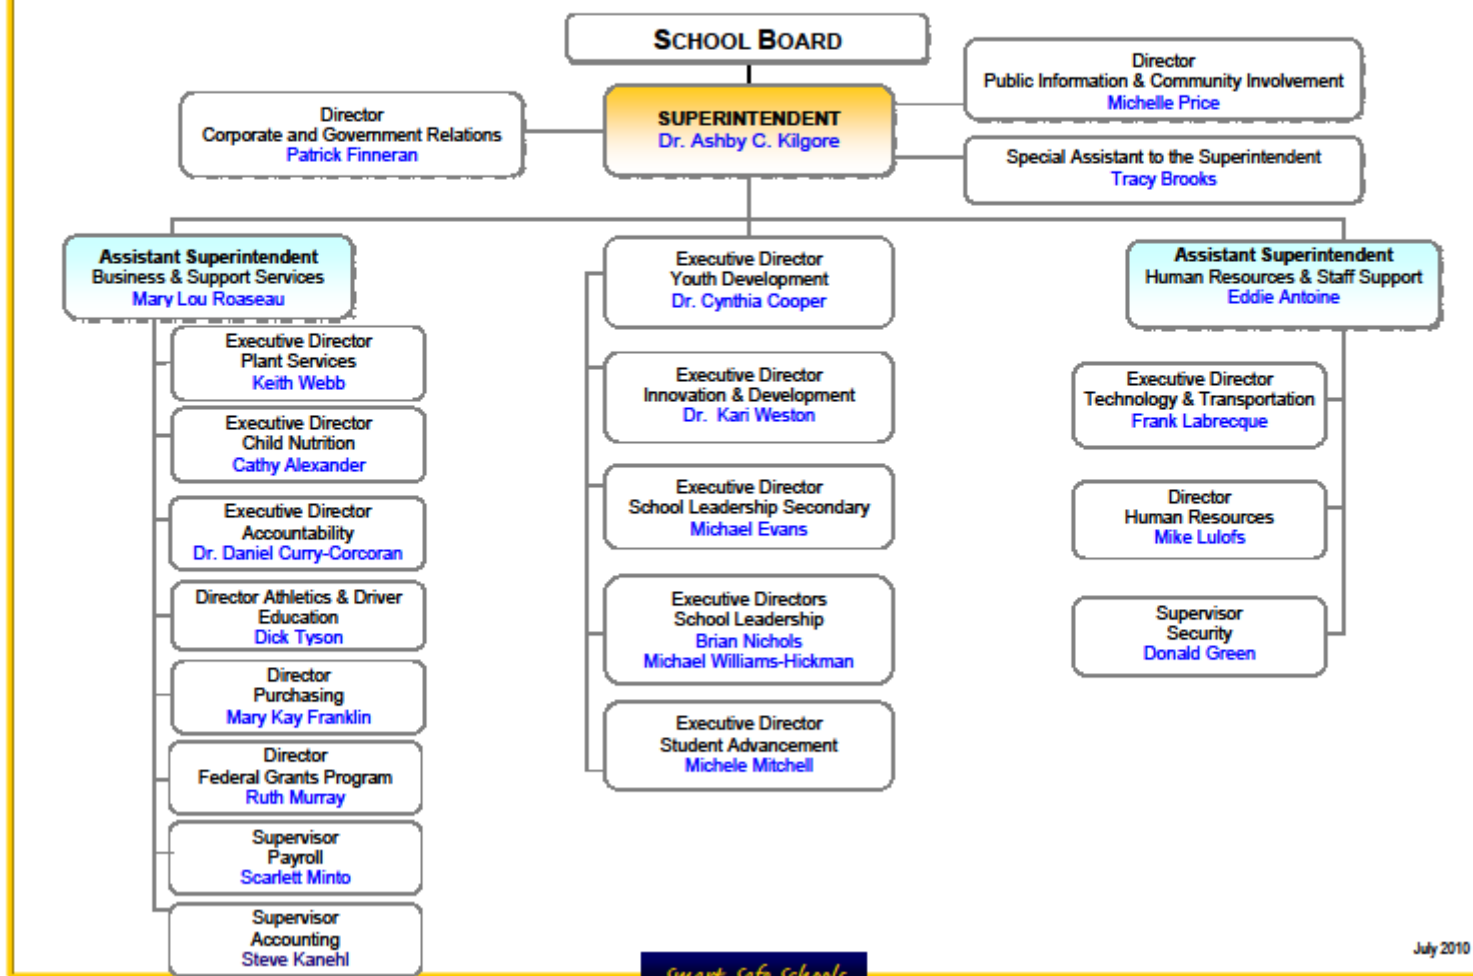 SCHOOL BOARD
Director
Public Information & Community Involvement
Michelle Price
SUPERINTENDENT
Dr. Ashby C. Kilgore
Director
Corporate and Government Relations
Patrick Finneran
Special Assistant to the Superintendent
Tracy Brooks
Assistant Superintendent
Business & Support Services
Mary Lou Roaseau
Executive Director
Plant Services
Keith Webb
Executive Director
Child Nutrition
Cathy Alexander
Executive Director
Accountability
Dr. Daniel Curry-Corcoran
Director Athletics & Driver
Education
Dick Tyson
Director
Purchasing
Mary Kay Franklin
Director
Federal Grants Program
Ruth Murray
Supervisor
Payroll
Scarlett Minto
Supervisor
Accounting
Steve Kanehl
Executive Director
Youth Development
Dr. Cynthia Cooper
Executive Director
Innovation & Development
Dr. Kari Weston
Executive Director
School Leadership Secondary
Michael Evans
Executive Directors
School Leadership
Brian Nichols
Michael Williams-Hickman
Executive Director
Student Advancement
Michele Mitchell
Assistant Superintendent
Human Resources & Staff Support
Eddie Antoine
Executive Director
Technology & Transportation
Frank Labrecque
Director
Human Resources
Mike Lulofs
Supervisor
Security
Donald Green
Smart Safe Schools
July 2010